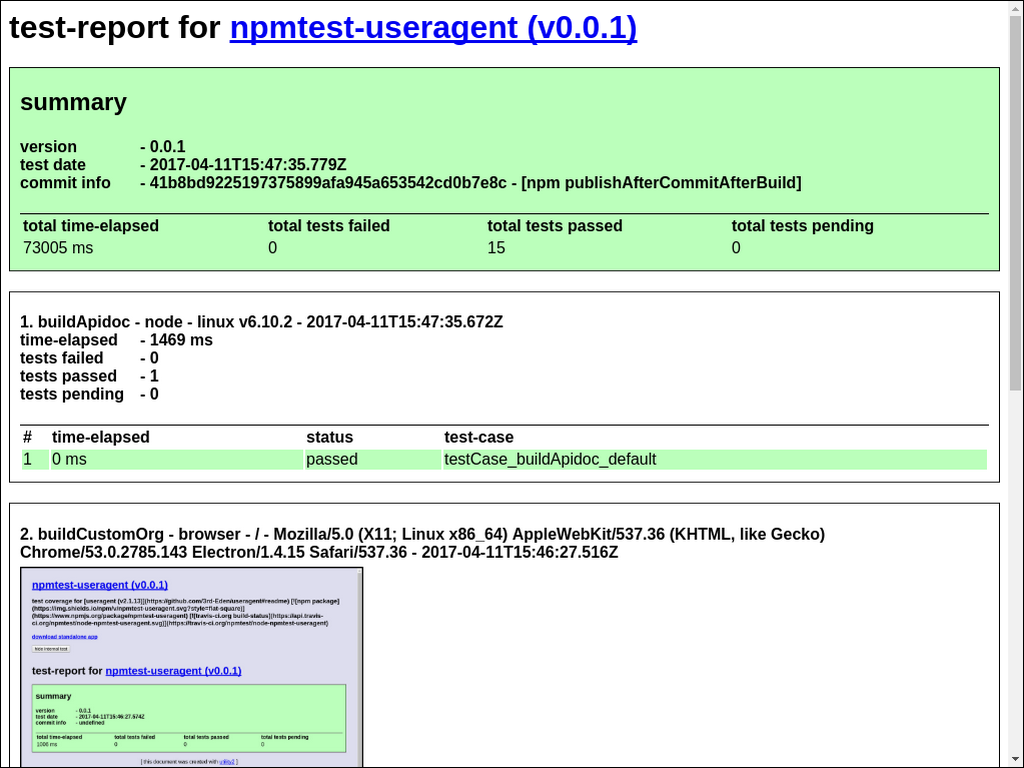 test-report for npmtest-useragent (v0.0.1)
summary
version - 0.0.1
test date - 2017-04-11T15:47:35.779Z
commit info - 41b8bd9225197375899afa945a653542cd0b7e8c - [npm publishAfterCommitAfterBuild]
total time-elapsed total tests failed total tests passed total tests pending
73005 ms 0 15 0
1. buildApidoc - node - linux v6.10.2 - 2017-04-11T15:47:35.672Z
time-elapsed - 1469 ms
tests failed - 0
tests passed - 1
tests pending - 0
# time-elapsed status test-case
1 0 ms passed testCase_buildApidoc_default
2. buildCustomOrg - browser - / - Mozilla/5.0 (X11; Linux x86_64) AppleWebKit/537.36 (KHTML, like Gecko)
Chrome/53.0.2785.143 Electron/1.4.15 Safari/537.36 - 2017-04-11T15:46:27.516Z
npmtest-useragent (v0.0.1)
test coverage for [useragent (v2.1.13)](https://github.com/3rd-Eden/useragent#readme) [![npm package]
(https://img.shields.io/npm/v/npmtest-useragent.svg?style=flat-square)]
(https://www.npmjs.org/package/npmtest-useragent) [![travis-ci.org build-status](https://api.travis-
ci.org/npmtest/node-npmtest-useragent.svg)](https://travis-ci.org/npmtest/node-npmtest-useragent)
download standalone app
hide internal test
test-report for npmtest-useragent (v0.0.1)
summary
version - 0.0.1
test date - 2017-04-11T15:46:27.574Z
commit info - undefined
total time-elapsed total tests failed total tests passed total tests pending
1006 ms 0 0 0
[ this document was created with utility2 ]